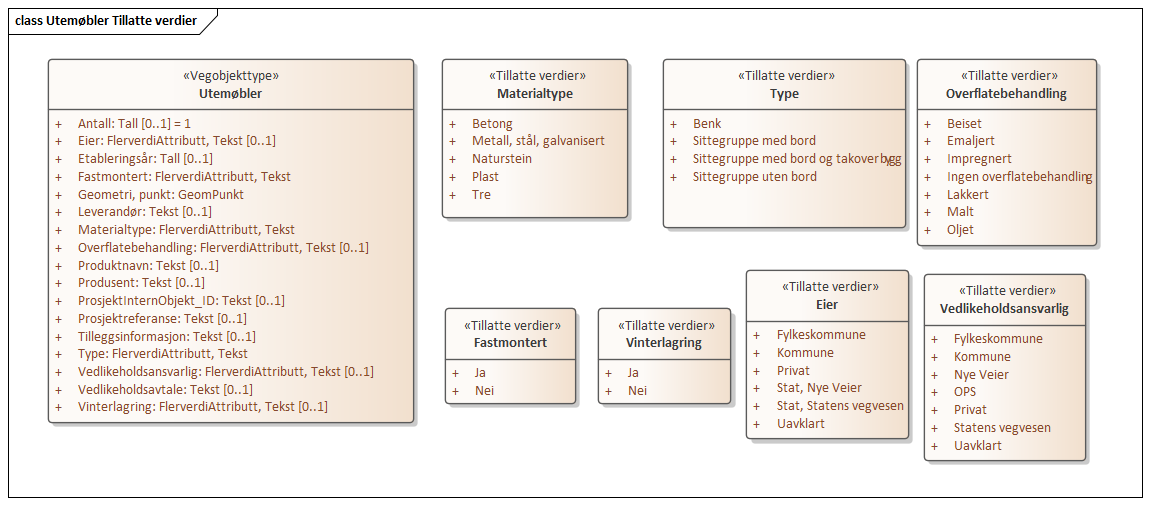 class Utemøbler Tillatte verdier
«Vegobjekttype»
Utemøbler
+ Antall: Tall [0..1] = 1
+ Eier: FlerverdiAttributt, Tekst [0..1]
+ Etableringsår: Tall [0..1]
+ Fastmontert: FlerverdiAttributt, Tekst
+ Geometri, punkt: GeomPunkt
+ Leverandør: Tekst [0..1]
+ Materialtype: FlerverdiAttributt, Tekst
+ Overflatebehandling: FlerverdiAttributt, Tekst [0..1]
+ Produktnavn: Tekst [0..1]
+ Produsent: Tekst [0..1]
+ ProsjektInternObjekt_ID: Tekst [0..1]
+ Prosjektreferanse: Tekst [0..1]
+ Tilleggsinformasjon: Tekst [0..1]
+ Type: FlerverdiAttributt, Tekst
+ Vedlikeholdsansvarlig: FlerverdiAttributt, Tekst [0..1]
+ Vedlikeholdsavtale: Tekst [0..1]
+ Vinterlagring: FlerverdiAttributt, Tekst [0..1]
«Tillatte verdier»
Materialtype
+ Betong
+ Metall, stål, galvanisert
+ Naturstein
+ Plast
+ Tre
«Tillatte verdier»
Type
+ Benk
+ Sittegruppe med bord
+ Sittegruppe med bord og takoverbygg
+ Sittegruppe uten bord
«Tillatte verdier»
Overflatebehandling
+ Beiset
+ Emaljert
+ Impregnert
+ Ingen overflatebehandling
+ Lakkert
+ Malt
+ Oljet
«Tillatte verdier»
Fastmontert
+ Ja
+ Nei
«Tillatte verdier»
Vinterlagring
+ Ja
+ Nei
«Tillatte verdier»
Eier
+ Fylkeskommune
+ Kommune
+ Privat
+ Stat, Nye Veier
+ Stat, Statens vegvesen
+ Uavklart
«Tillatte verdier»
Vedlikeholdsansvarlig
+ Fylkeskommune
+ Kommune
+ Nye Veier
+ OPS
+ Privat
+ Statens vegvesen
+ Uavklart